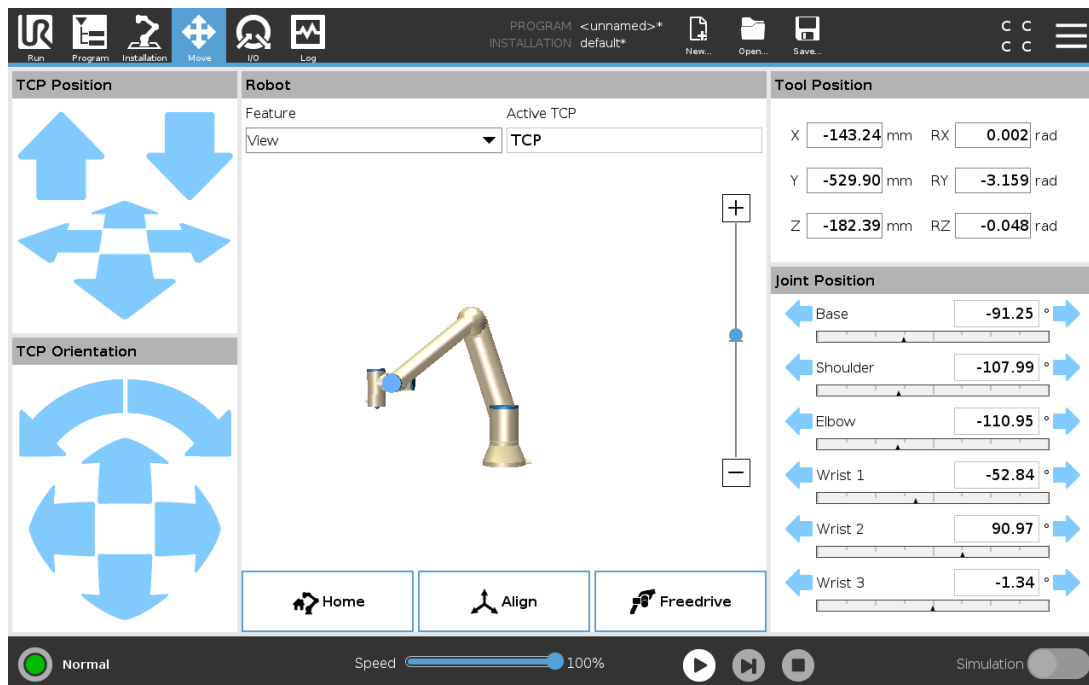 PROGRAM <unnamed>*
INSTALLATION default*
C C
C C
UR
Run
Program
Installation
Move
I/O
Log
New...
Open...
Save...
TCP Position
Robot
Tool Position
Feature
Active TCP
View
TCP
X -143.24 mm RX 0.002 rad
Y -529.90 mm RY -3.159 rad
Z -182.39 mm RZ -0.048 rad
Joint Position
Base -91.25 °
Shoulder -107.99 °
Elbow -110.95 °
Wrist 1 -52.84 °
Wrist 2 90.97 °
Wrist 3 -1.34 °
TCP Orientation
Home
Align
Freedrive
Normal
Speed 100%
Simulation